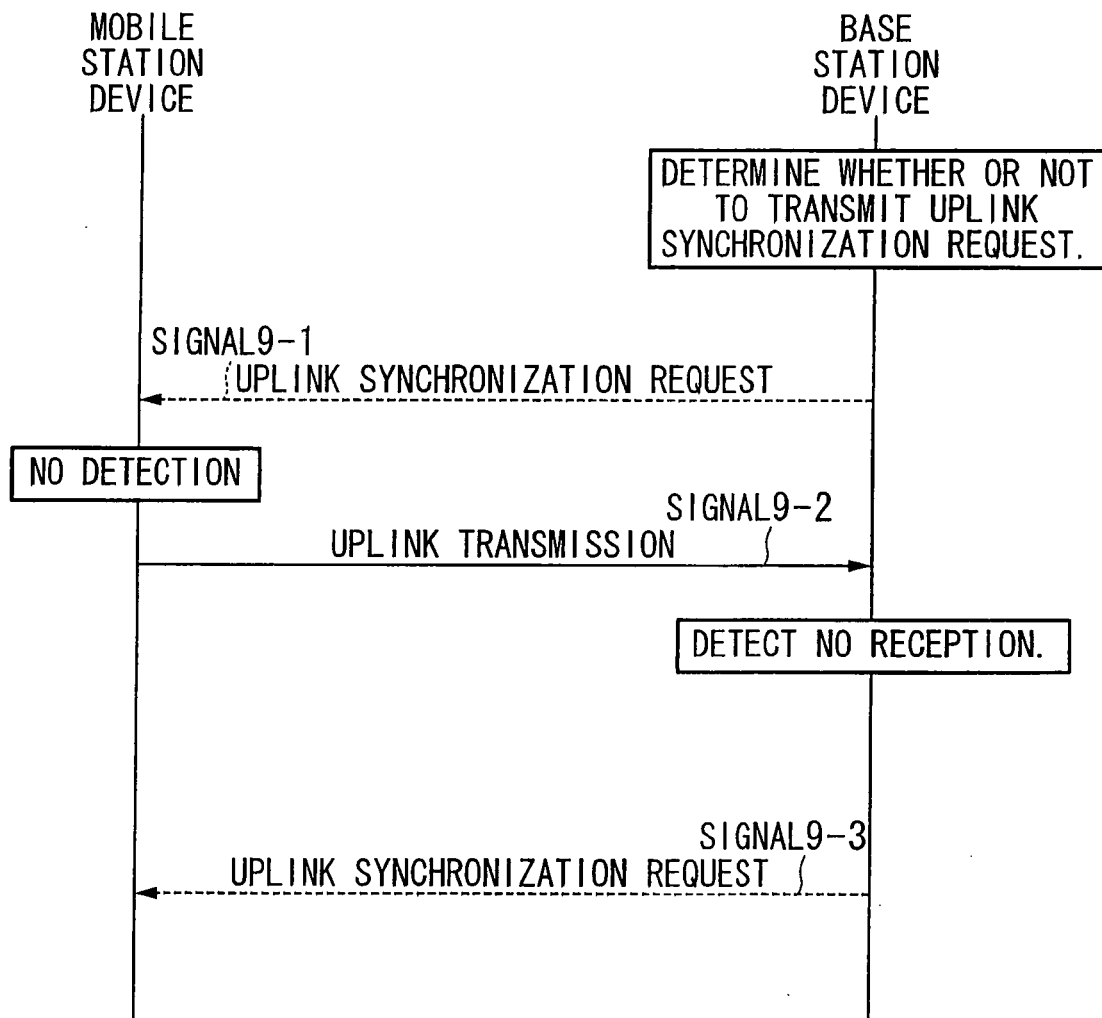 MOBILE
STATION
DEVICE
BASE
STATION
DEVICE
DETERMINE WHETHER OR NOT
TO TRANSMIT UPLINK
SYNCHRONIZATION REQUEST.
SIGNAL9-1
UPLINK SYNCHRONIZATION REQUEST
NO DETECTION
SIGNAL9-2
UPLINK TRANSMISSION
DETECT NO RECEPTION.
SIGNAL9-3
UPLINK SYNCHRONIZATION REQUEST